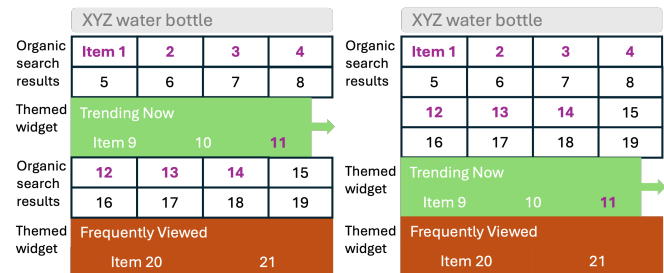 XYZ water bottle
Organic search results
Item 1 2 3 4
5 6 7 8
Themed widget
Trending Now
Item 9 10 11
Organic search results
12 13 14 15
16 17 18 19
Themed widget
Frequently Viewed
Item 20 21
XYZ water bottle
Organic search results
Item 1 2 3 4
5 6 7 8
12 13 14 15
16 17 18 19
Themed widget
Trending Now
Item 9 10 11
Themed widget
Frequently Viewed
Item 20 21